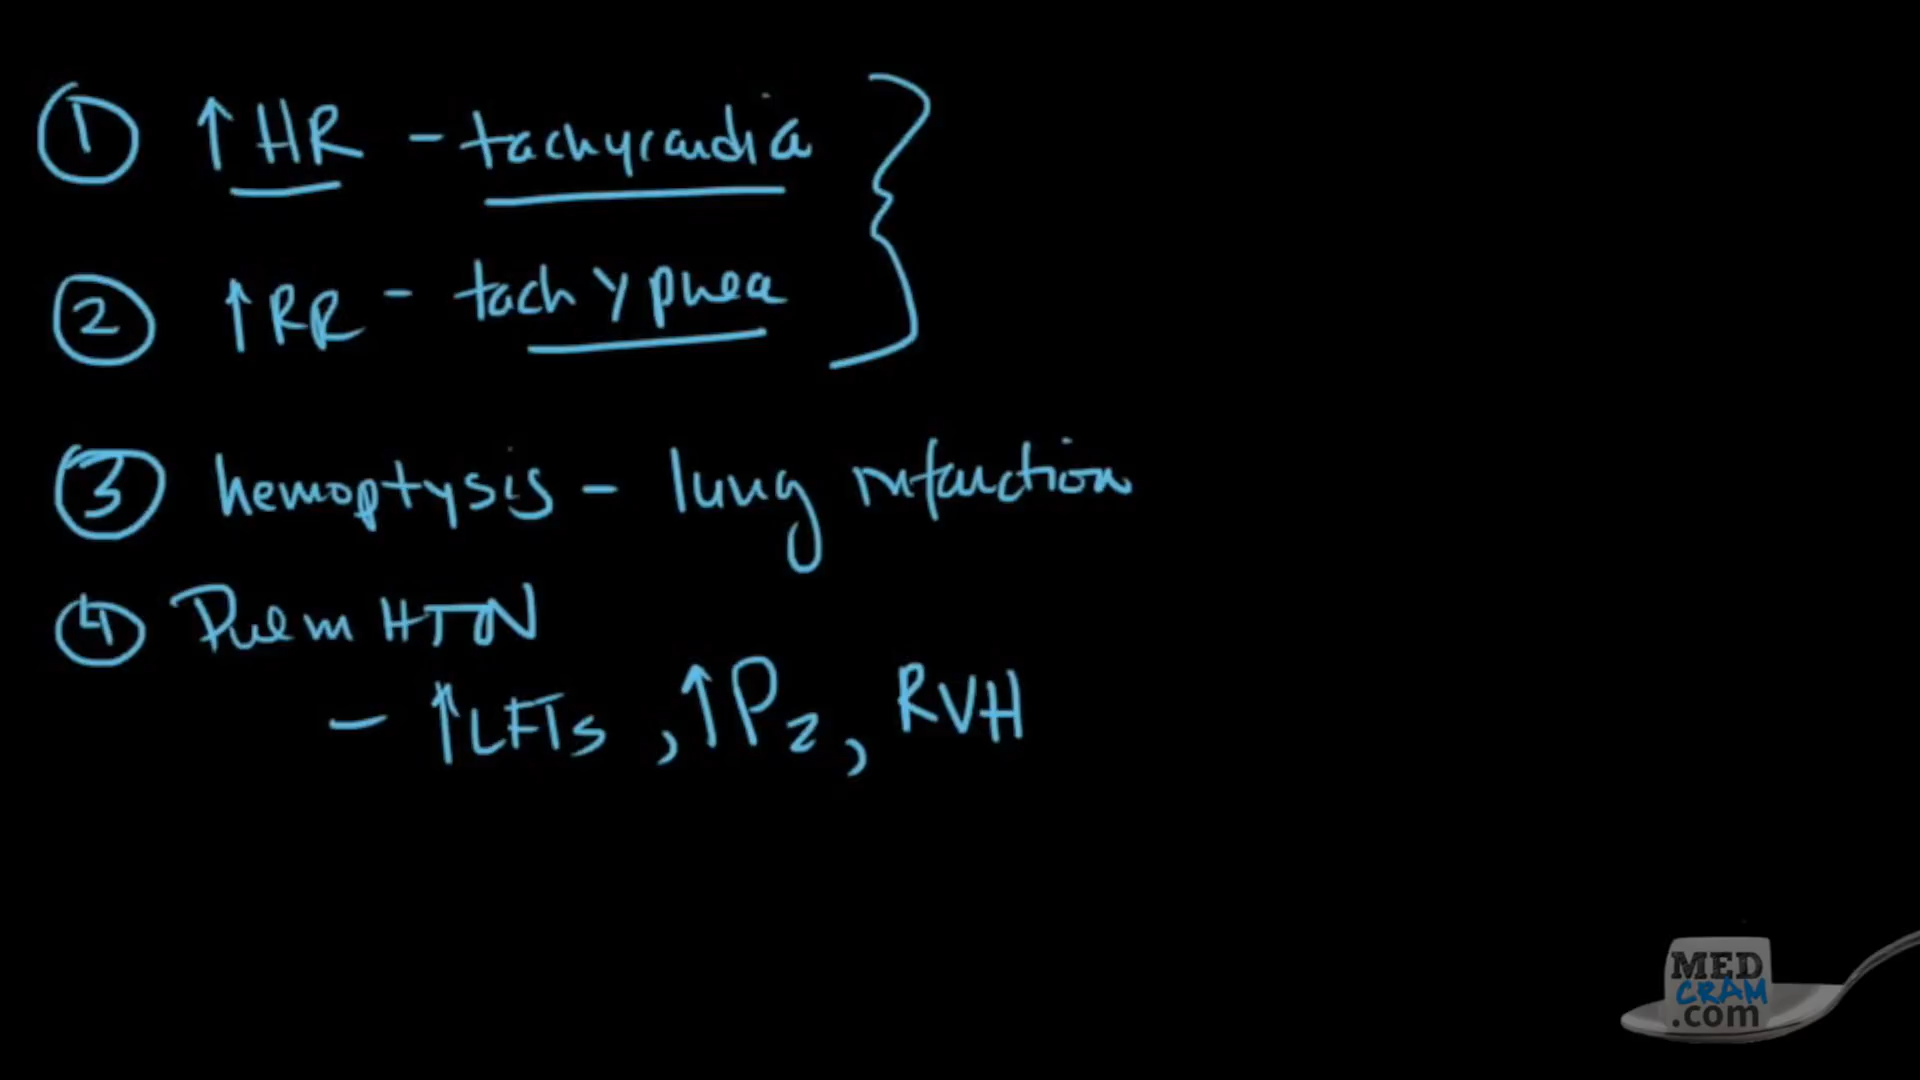 ① ↑HR - tachycardia
② ↑RR - tachypnea
③ hemoptysis - lung infarction
④ Pulm HTN
- ↑LFTs, ↑P2, RVH
MED
CRAM
.com